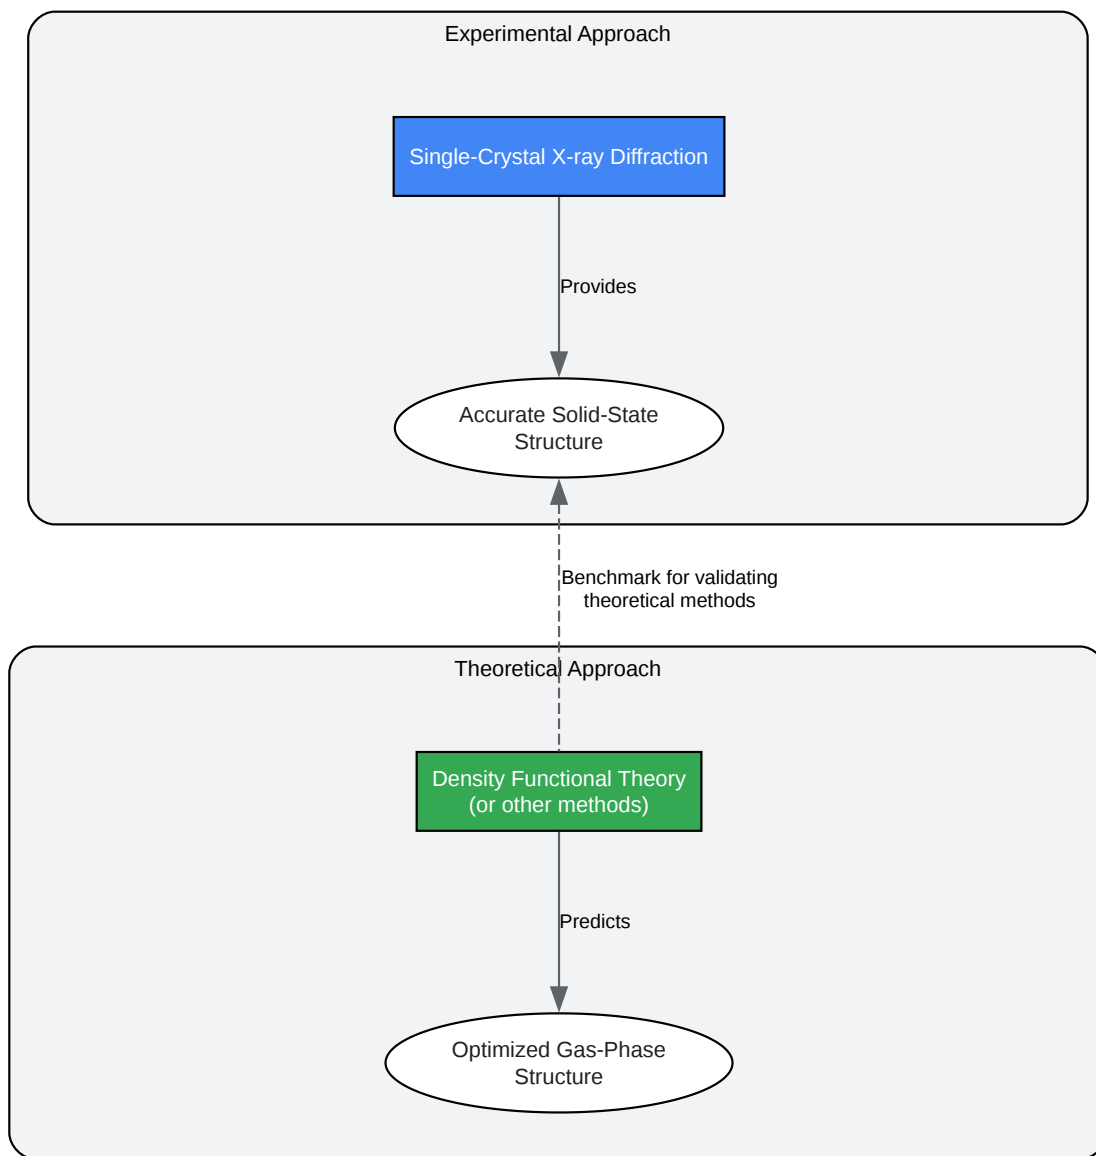 Experimental Approach
Single-Crystal X-ray Diffraction
Provides
Accurate Solid-State
Structure
Benchmark for validating
theoretical methods
Theoretical Approach
Density Functional Theory
(or other methods)
Predicts
Optimized Gas-Phase
Structure